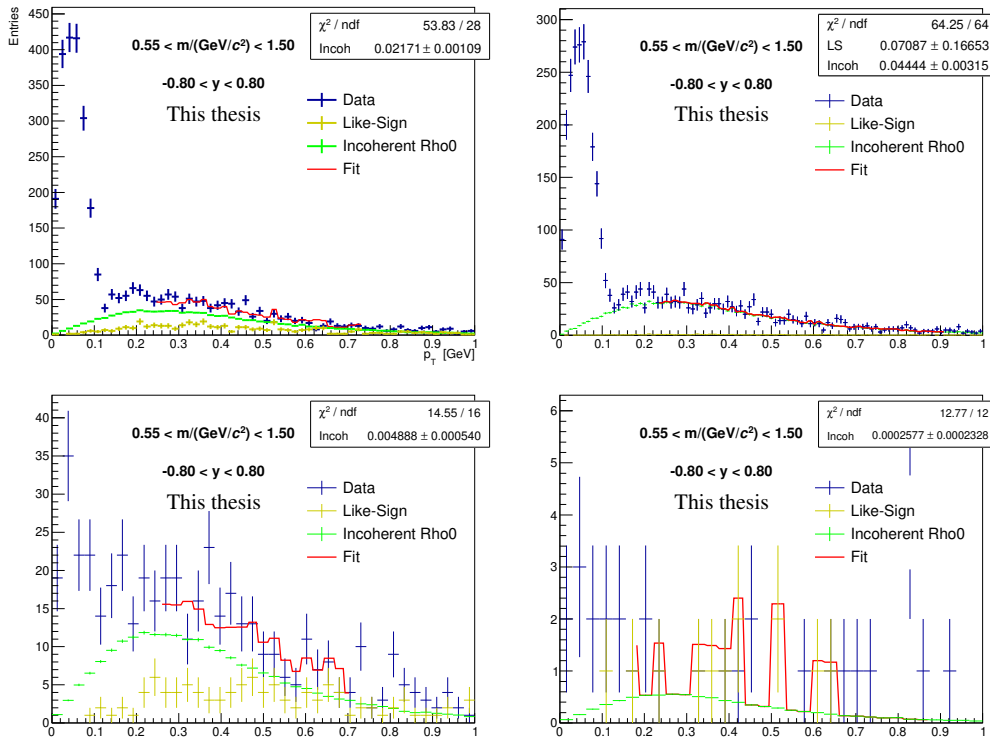 Entries
450
400
350
300
250
200
150
100
50
0
χ² / ndf 53.83 / 28
Incoh 0.02171 ± 0.00109
0.55 < m/(GeV/c²) < 1.50
-0.80 < y < 0.80
This thesis
Data
Like-Sign
Incoherent Rho0
Fit
0 0.1 0.2 0.3 0.4 0.5 0.6 0.7 0.8 0.9 1
p_T [GeV]
300
250
200
150
100
50
0
χ² / ndf 64.25 / 64
LS 0.07087 ± 0.16653
Incoh 0.04444 ± 0.00315
0.55 < m/(GeV/c²) < 1.50
-0.80 < y < 0.80
This thesis
Data
Like-Sign
Incoherent Rho0
Fit
0 0.1 0.2 0.3 0.4 0.5 0.6 0.7 0.8 0.9 1
40
35
30
25
20
15
10
5
0
χ² / ndf 14.55 / 16
Incoh 0.004888 ± 0.000540
0.55 < m/(GeV/c²) < 1.50
-0.80 < y < 0.80
This thesis
Data
Like-Sign
Incoherent Rho0
Fit
0 0.1 0.2 0.3 0.4 0.5 0.6 0.7 0.8 0.9 1
6
5
4
3
2
1
0
χ² / ndf 12.77 / 12
Incoh 0.0002577 ± 0.0002328
0.55 < m/(GeV/c²) < 1.50
-0.80 < y < 0.80
This thesis
Data
Like-Sign
Incoherent Rho0
Fit
0 0.1 0.2 0.3 0.4 0.5 0.6 0.7 0.8 0.9 1